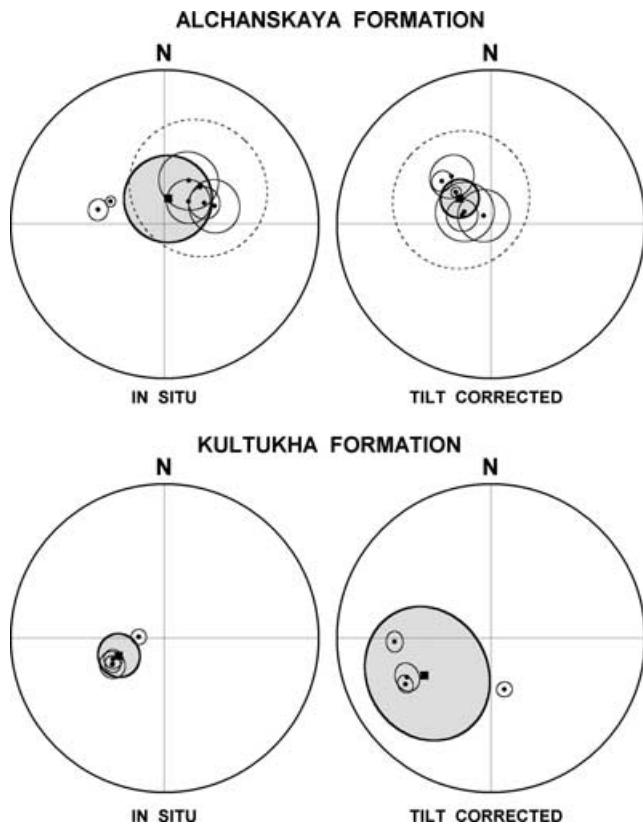 ALCHANSKAYA FORMATION
N N
IN SITU TILT CORRECTED
KULTUKHA FORMATION
N N
IN SITU TILT CORRECTED